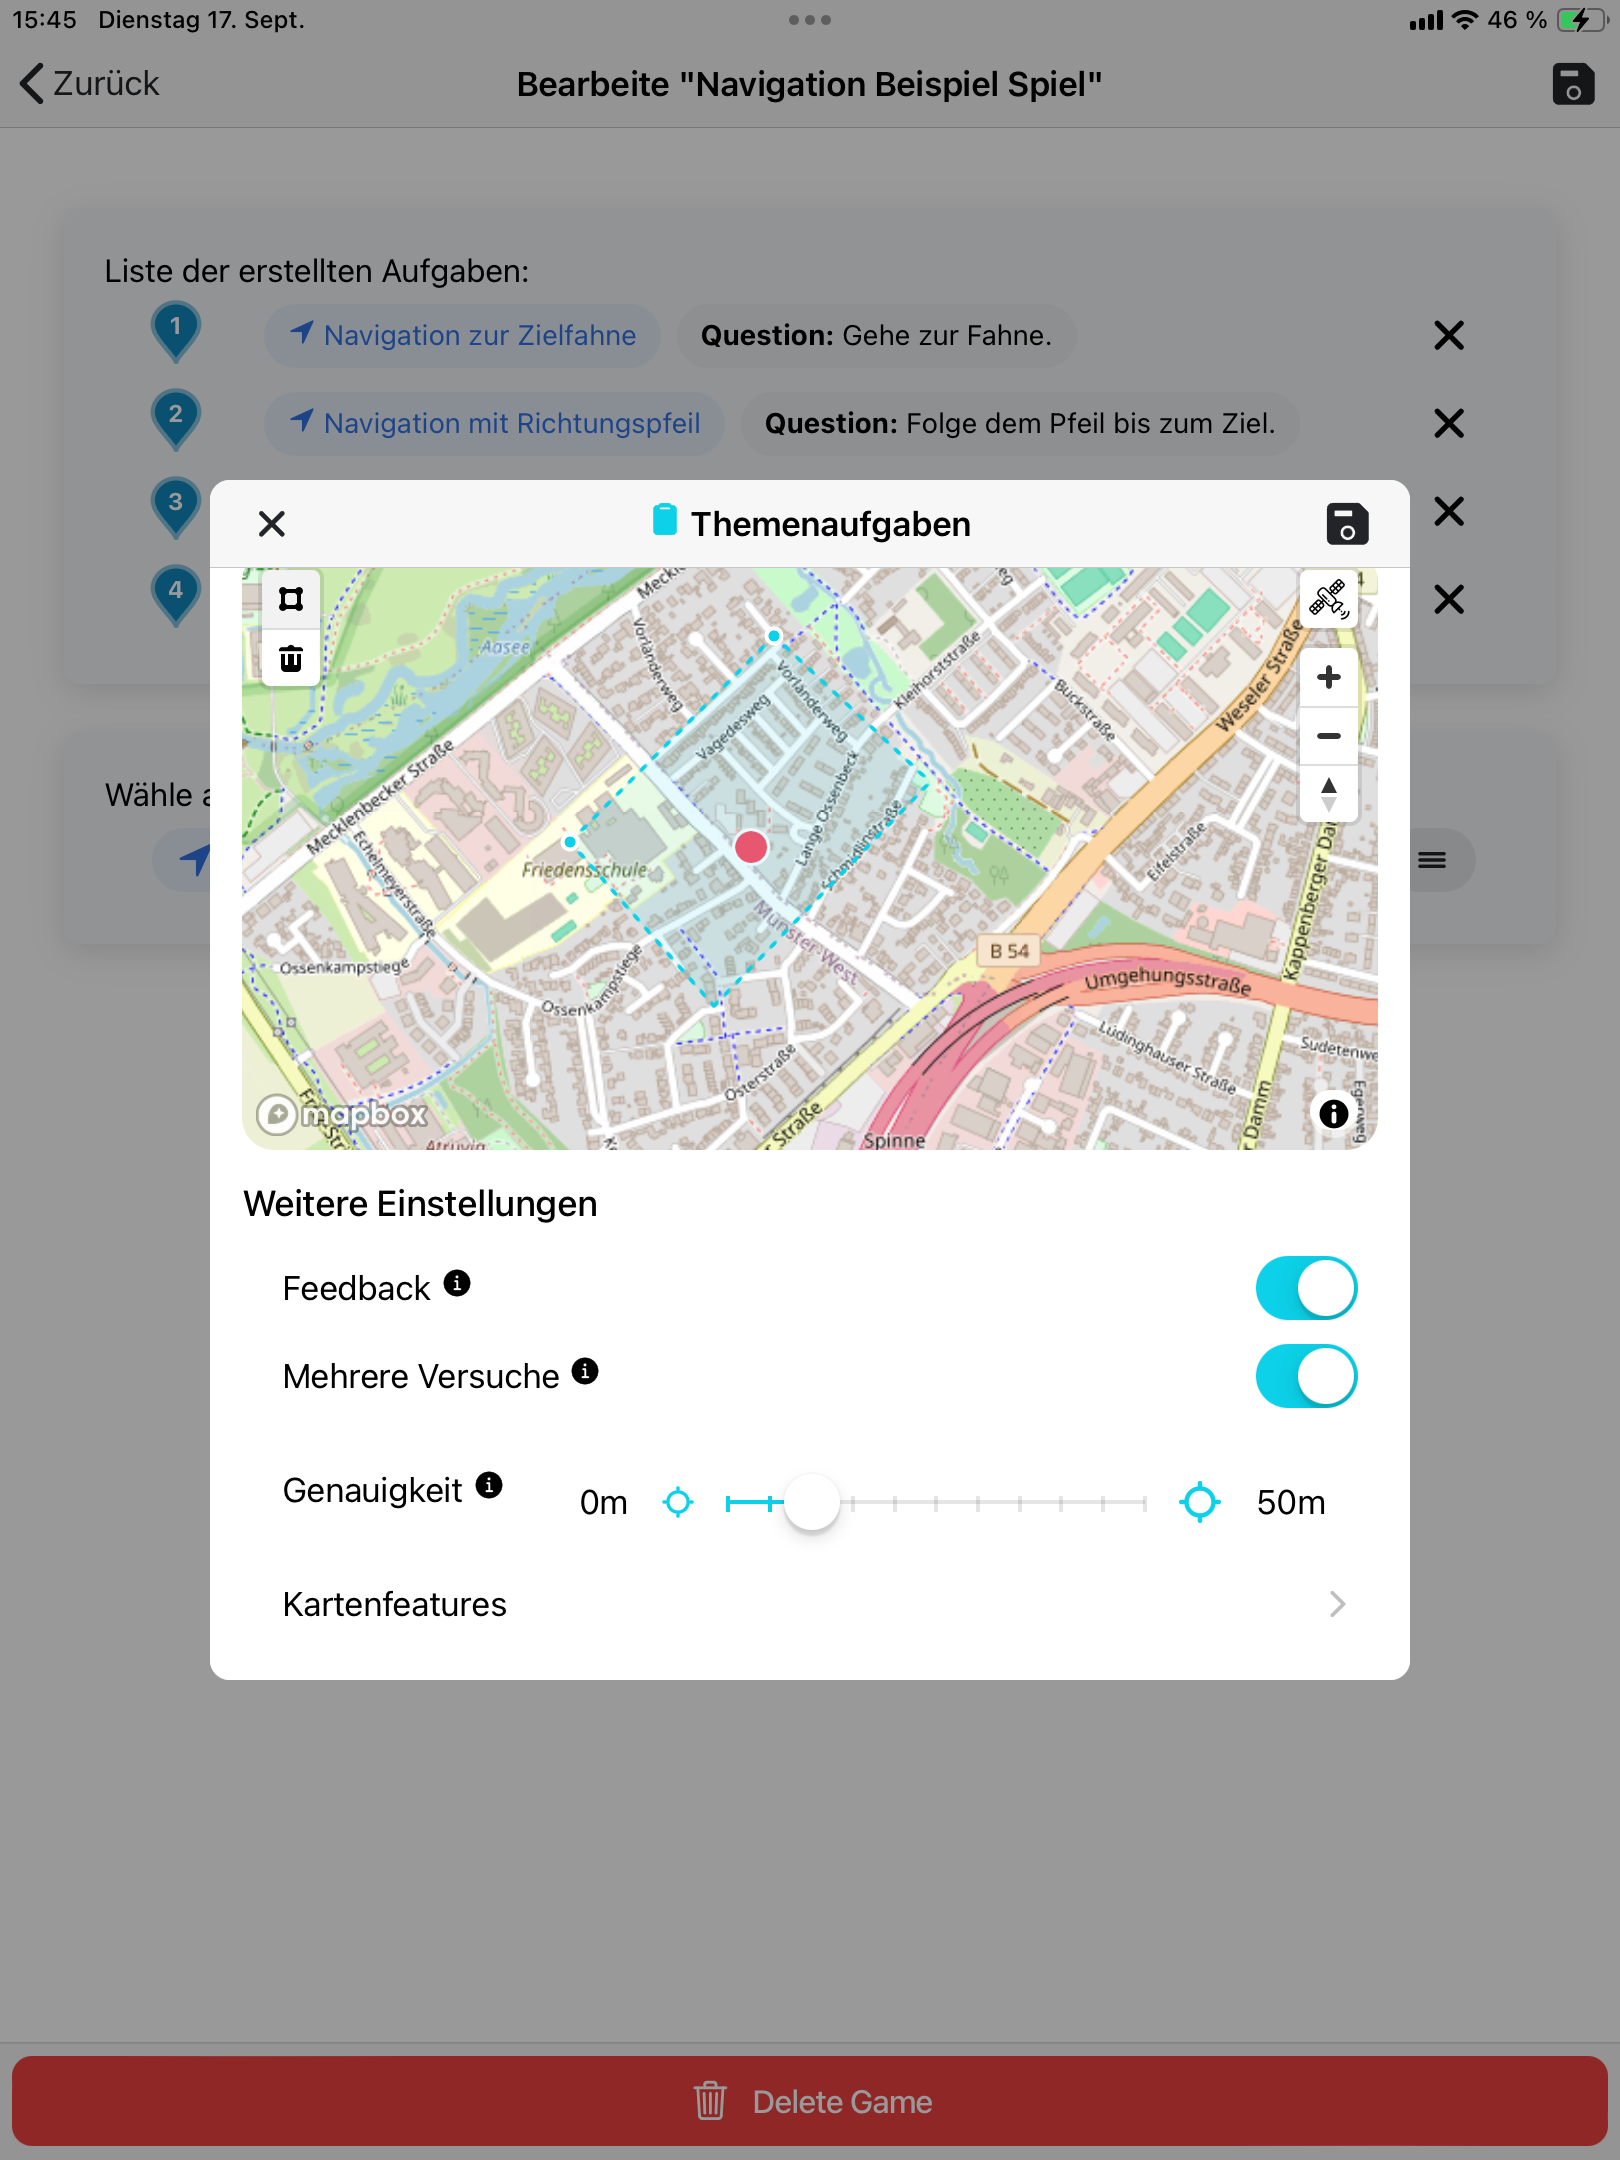 15:45 Dienstag 17. Sept.
46 %
Zurück
Bearbeite "Navigation Beispiel Spiel"
Liste der erstellten Aufgaben:
1 Navigation zur Zielfahne Question: Gehe zur Fahne.
2 Navigation mit Richtungspfeil Question: Folge dem Pfeil bis zum Ziel.
3
4
Themenaufgaben
Wähle
Aasee
Vorländerweg
Vorländerweg
Vagedesweg
Kleihorststraße
Buckstraße
Weseler Straße
Mecklenbecker Straße
Echelmeyerstraße
Friedensschule
Lange Ossenbeck
Schmidlinstraße
Eifelstraße
Kappenberger Da
Münster-West
B 54
Umgehungsstraße
Ossenkampstiege
Ossenkampstiege
Lüdinghauser Straße
Sudetenwe
Osterstraße
r Straße
Spinne
r Damm
Egerweg
mapbox
Weitere Einstellungen
Feedback
Mehrere Versuche
Genauigkeit 0m 50m
Kartenfeatures
Delete Game